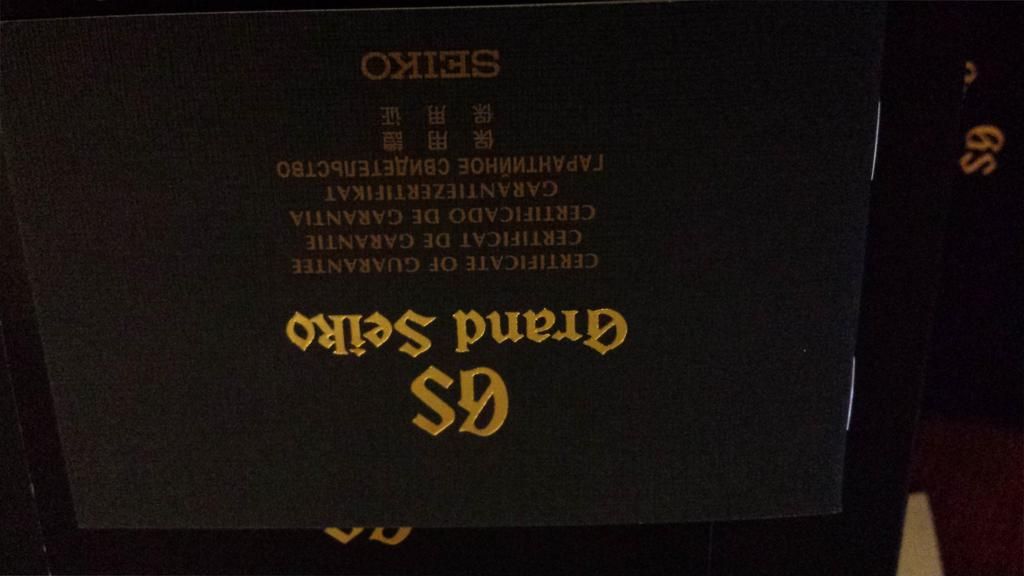 GS
Grand Seiko
CERTIFICATE OF GUARANTEE
CERTIFICAT DE GARANTIE
CERTIFICADO DE GARANTIA
GARANTIEZERTIFIKAT
ГАРАНТИЙНОЕ СВИДЕТЕЛЬСТВО
保 用 證
保 用 证
SEIKO
GS
GS